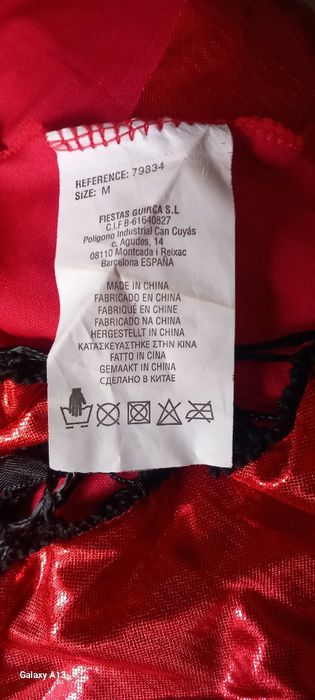 REFERENCE: 79834
SIZE: M
FIESTAS GUIRCA S.L
C.I.F B-61640827
Polígono Industrial Can Cuyás
c. Agudes, 14
08110 Montcada i Reixac
Barcelona ESPAÑA
MADE IN CHINA
FABRICADO EN CHINA
FABRIQUÉ EN CHINE
FABRICADO NA CHINA
HERGESTELLT IN CHINA
ΚΑΤΑΣΚΕΥΑΣΤΗΚΕ ΣΤΗΝ ΚΙΝΑ
FATTO IN CINA
GEMAAKT IN CHINA
СДЕЛАНО В КИТАЕ
Galaxy A13